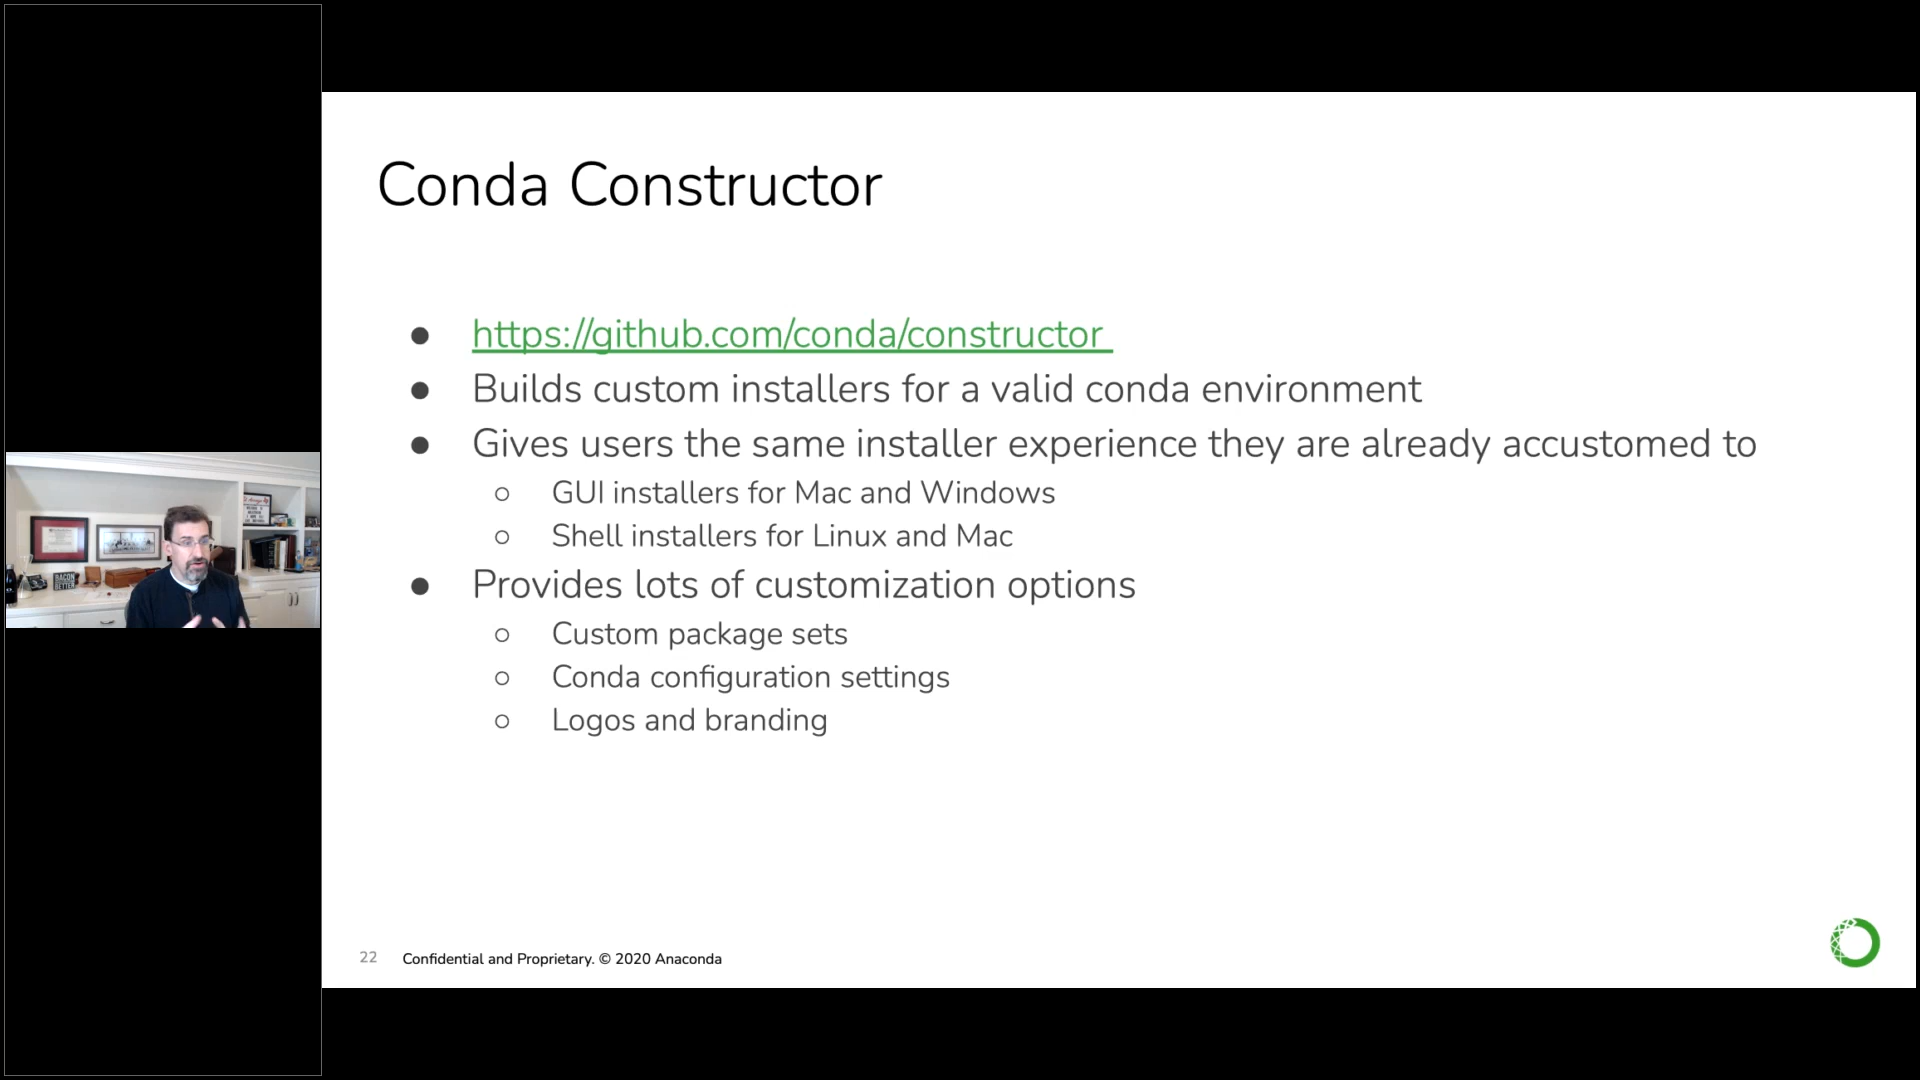 Conda Constructor
● https://github.com/conda/constructor
● Builds custom installers for a valid conda environment
● Gives users the same installer experience they are already accustomed to
○ GUI installers for Mac and Windows
○ Shell installers for Linux and Mac
● Provides lots of customization options
○ Custom package sets
○ Conda configuration settings
○ Logos and branding
BACON
BETTER
22 Confidential and Proprietary. © 2020 Anaconda